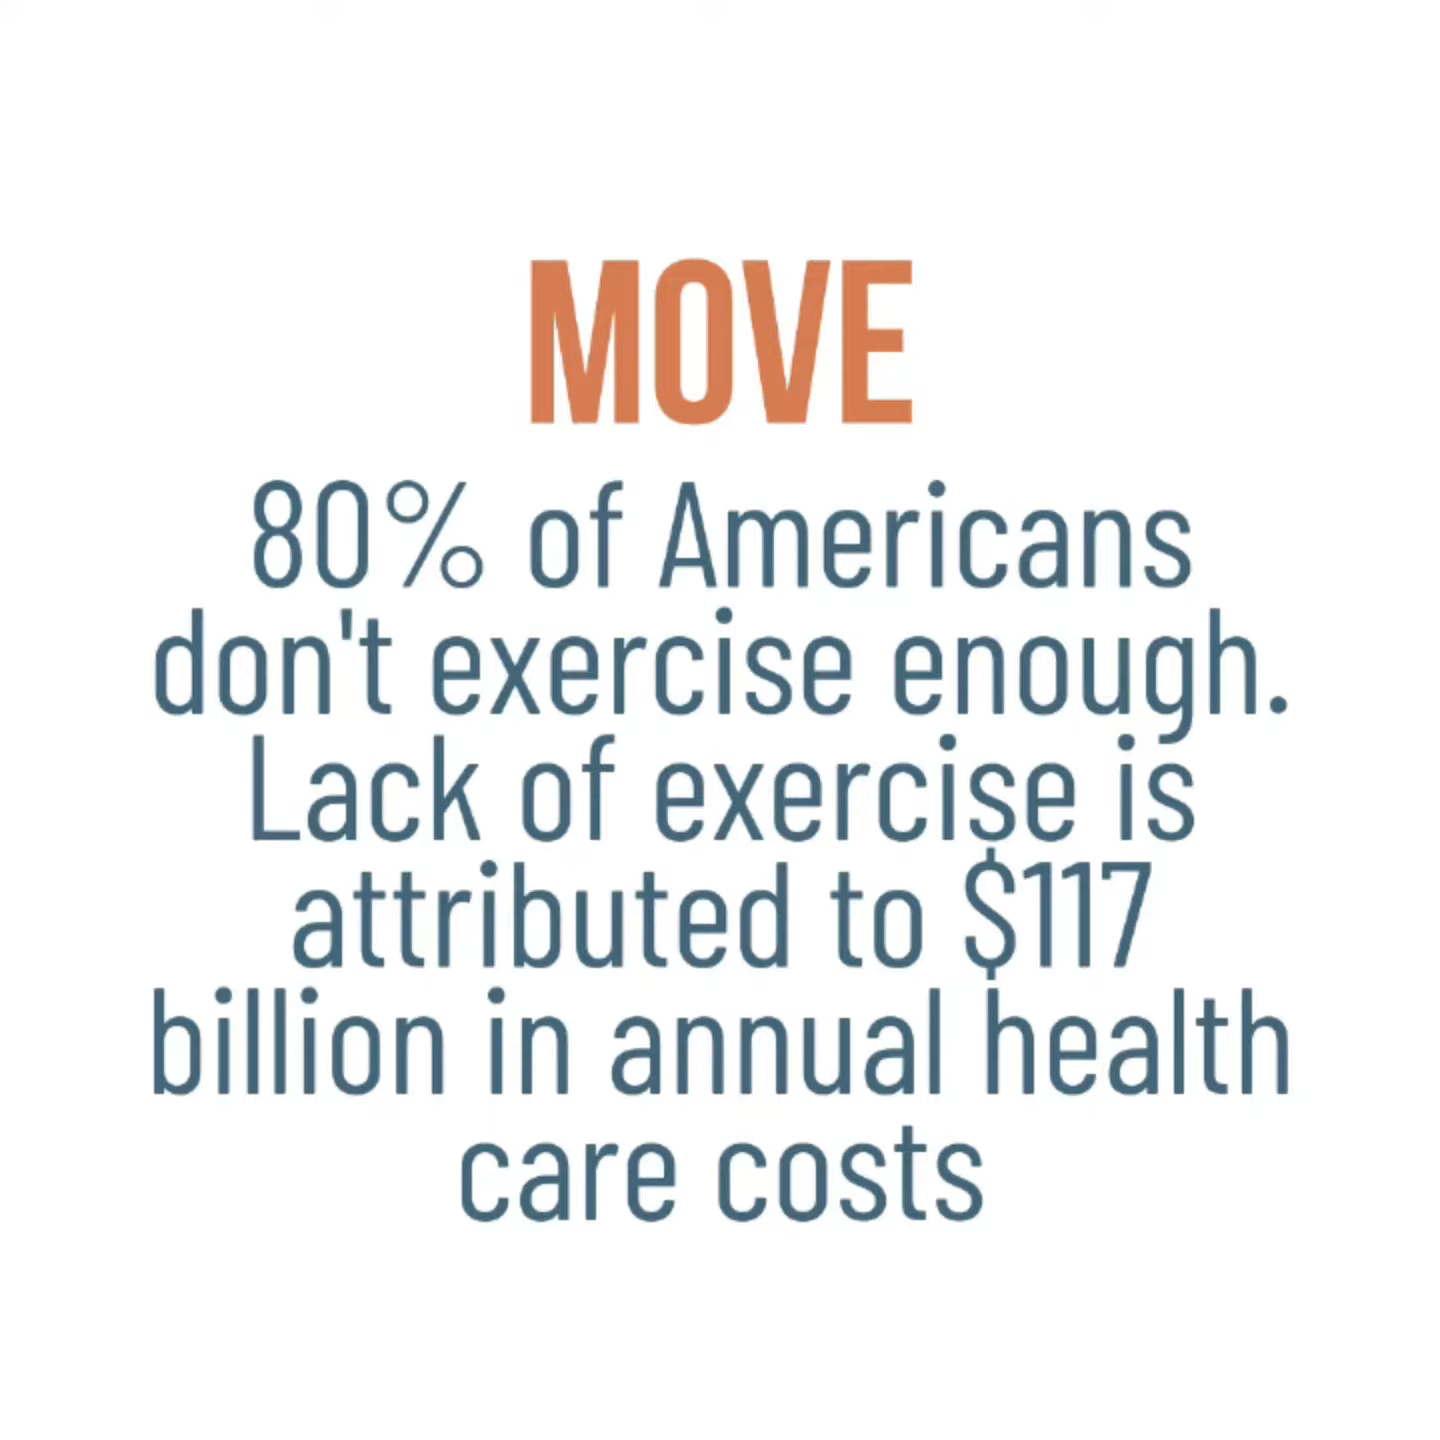 MOVE
80% of Americans
don't exercise enough.
Lack of exercise is
attributed to $117
billion in annual health
care costs